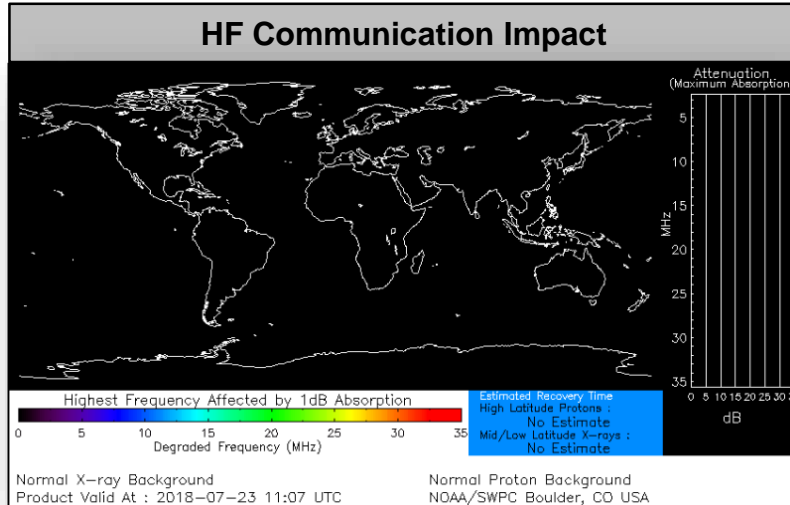 HF Communication Impact
Attenuation
(Maximum Absorption
5
10
15
20
25
30
35
MHz
0 5 10 15 20 25 30
dB
Highest Frequency Affected by 1dB Absorption
0 5 10 15 20 25 30 35
Degraded Frequency (MHz)
Estimated Recovery Time
High Latitude Protons :
No Estimate
Mid/Low Latitude X-rays :
No Estimate
Normal X-ray Background
Normal Proton Background
Product Valid At : 2018-07-23 11:07 UTC
NOAA/SWPC Boulder, CO USA